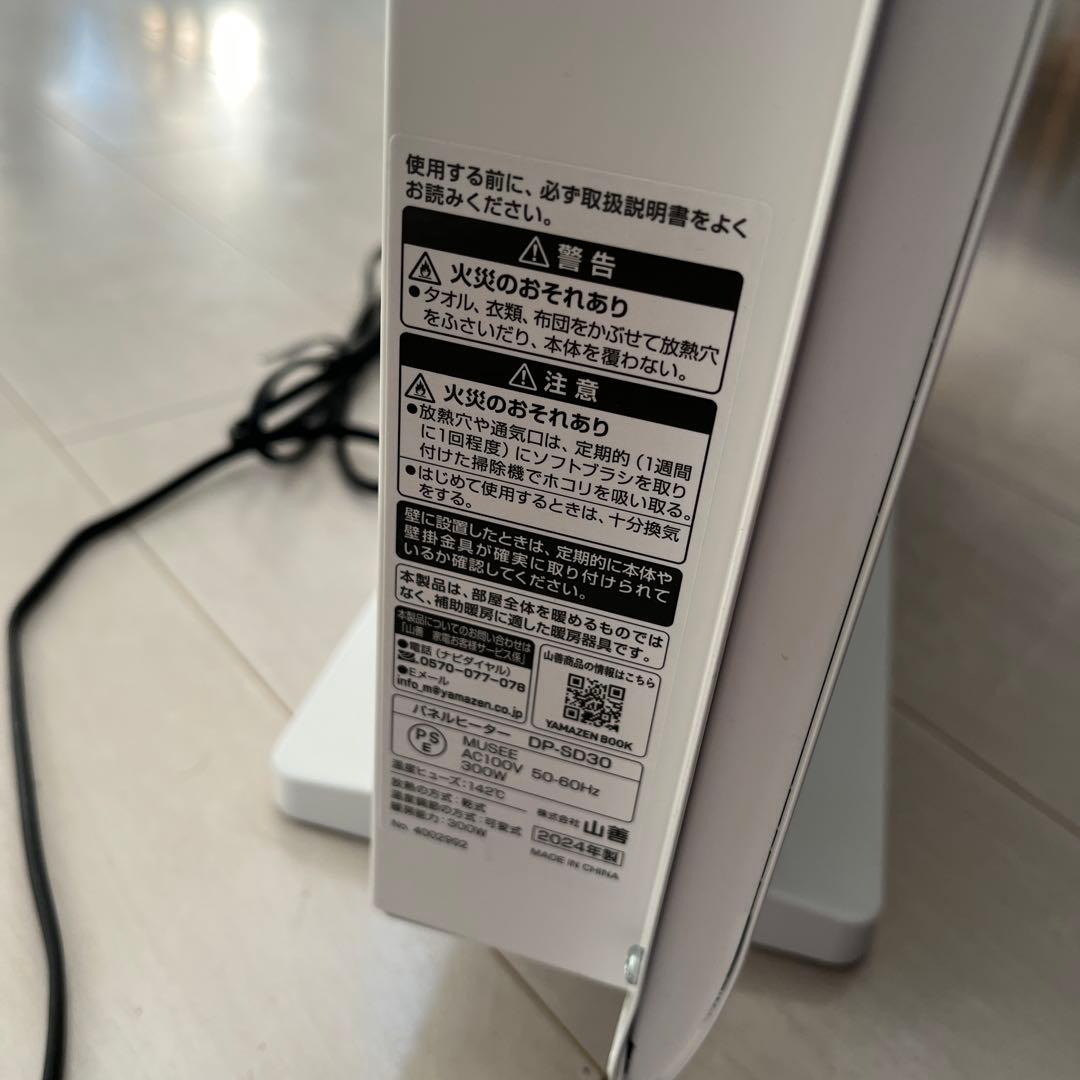 使用する前に、必ず取扱説明書をよく
お読みください。
警告
火災のおそれあり
●タオル、衣類、布団をかぶせて放熱穴
をふさいだり、本体を覆わない。
注意
火災のおそれあり
●放熱穴や通気口は、定期的（1週間
に1回程度）にソフトブラシを取り
付けた掃除機でホコリを吸い取る。
●はじめて使用するときは、十分換気
をする。
壁に設置したときは、定期的に本体や
壁掛金具が確実に取り付けられて
いるか確認してください。
本製品は、部屋全体を暖めるものでは
なく、補助暖房に適した暖房器具です。
本製品についてのお問い合わせは
「山善 家電お客様サービス係」
●電話（ナビダイヤル）
0570-077-078
●Eメール
info_m@yamazen.co.jp
山善商品の情報はこちら
YAMAZEN BOOK
パネルヒーター DP-SD30
PS
E
MUSEE
AC100V 50-60Hz
300W
温度ヒューズ：142℃
放熱の方式：乾式
温度調節の方式：可変式
暖房能力：300W
No. 4002992
株式会社 山善
2024年製
MADE IN CHINA